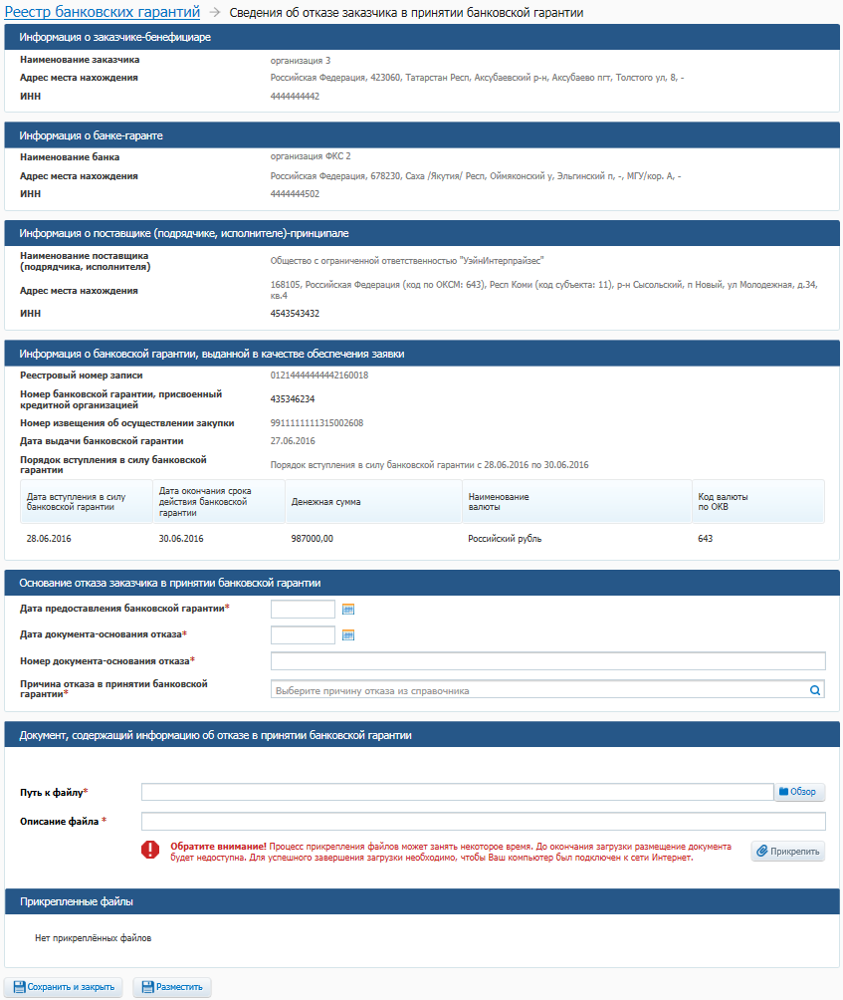 Реестр банковских гарантий → Сведения об отказе заказчика в принятии банковской гарантии
Информация о заказчике-бенефициаре
Наименование заказчика организация 3
Адрес места нахождения Российская Федерация, 423060, Татарстан Респ, Аксубаевский р-н, Аксубаево пгт, Толстого ул, 8, -
ИНН 4444444442
Информация о банке-гаранте
Наименование банка организация ФКС 2
Адрес места нахождения Российская Федерация, 678230, Саха /Якутия/ Респ, Оймяконский у, Эльгинский п, -, МГУ/кор. А, -
ИНН 4444444502
Информация о поставщике (подрядчике, исполнителе)-принципале
Наименование поставщика
(подрядчика, исполнителя)
Общество с ограниченной ответственностью "УэйнИнтерпрайзес"
Адрес места нахождения
168105, Российская Федерация (код по ОКСМ: 643), Респ Коми (код субъекта: 11), р-н Сысольский, п Новый, ул Молодежная, д.34,
кв.4
ИНН 4543543432
Информация о банковской гарантии, выданной в качестве обеспечения заявки
Реестровый номер записи 01214444444442160018
Номер банковской гарантии, присвоенный
кредитной организацией
435346234
Номер извещения об осуществлении закупки 9911111111315002608
Дата выдачи банковской гарантии 27.06.2016
Порядок вступления в силу банковской
гарантии
Порядок вступления в силу банковской гарантии с 28.06.2016 по 30.06.2016
Дата вступления в силу
банковской гарантии
Дата окончания срока
действия банковской
гарантии
Денежная сумма
Наименование
валюты
Код валюты
по ОКВ
28.06.2016 30.06.2016 987000,00 Российский рубль 643
Основание отказа заказчика в принятии банковской гарантии
Дата предоставления банковской гарантии*
Дата документа-основания отказа*
Номер документа-основания отказа*
Причина отказа в принятии банковской
гарантии*
Выберите причину отказа из справочника
Документ, содержащий информацию об отказе в принятии банковской гарантии
Путь к файлу* Обзор
Описание файла *
Обратите внимание! Процесс прикрепления файлов может занять некоторое время. До окончания загрузки размещение документа
будет недоступна. Для успешного завершения загрузки необходимо, чтобы Ваш компьютер был подключен к сети Интернет.
Прикрепить
Рикрепленные файлы
Нет прикреплённых файлов
Сохранить и закрыть Разместить